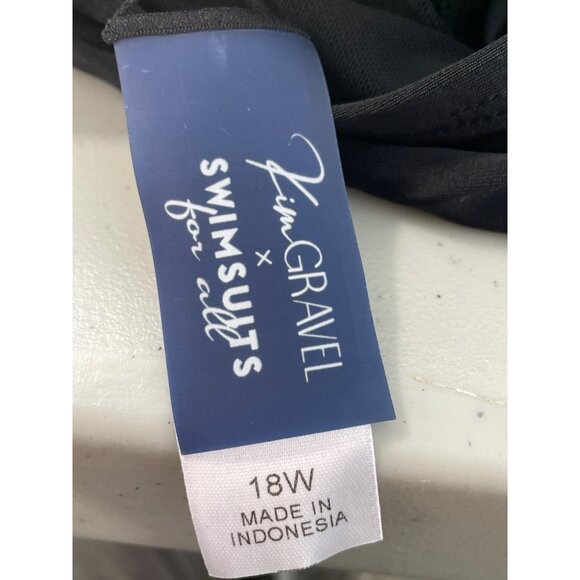 Kim GRAVEL
x
SWIMSUITS
for all
18W
MADE IN
INDONESIA